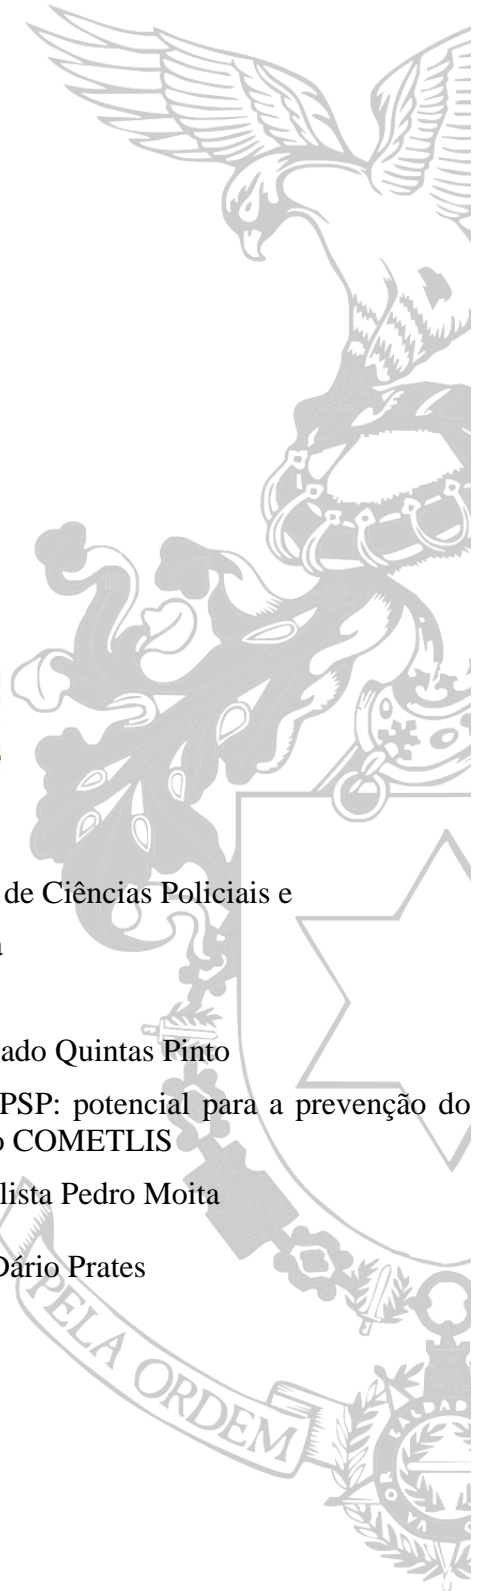 de Ciências Policiais e
a
ado Quintas Pinto
PSP: potencial para a prevenção do
o COMETLIS
lista Pedro Moita
Dário Prates
PELA ORDEM